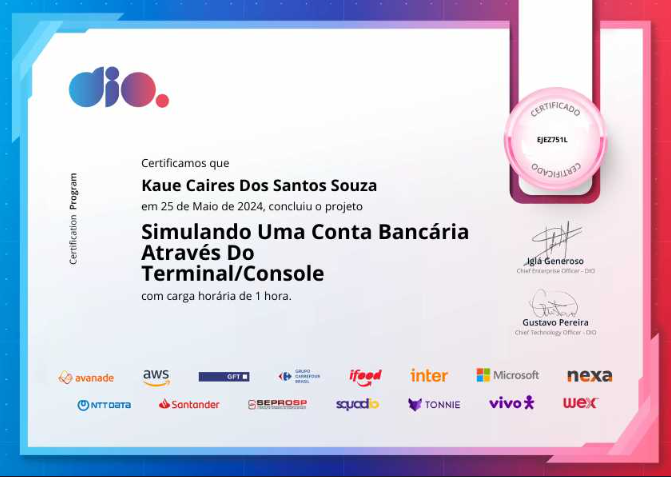 dio.
CERTIFICADO
EJEZ751L
CERTIFICADO
Certification Program
Certificamos que
Kaue Caires Dos Santos Souza
em 25 de Maio de 2024, concluiu o projeto
Simulando Uma Conta Bancária
Através Do
Terminal/Console
com carga horária de 1 hora.
Iglá Generoso
Chief Enterprise Officer - DIO
Gustavo Pereira
Chief Technology Officer - DIO
avanade
aws
GFT
GRUPO
CARREFOUR
BRASIL
ifood
inter
Microsoft
nexa
NTT DATA
Santander
SEPROSP
squadio
TONNIE
vivo
wex